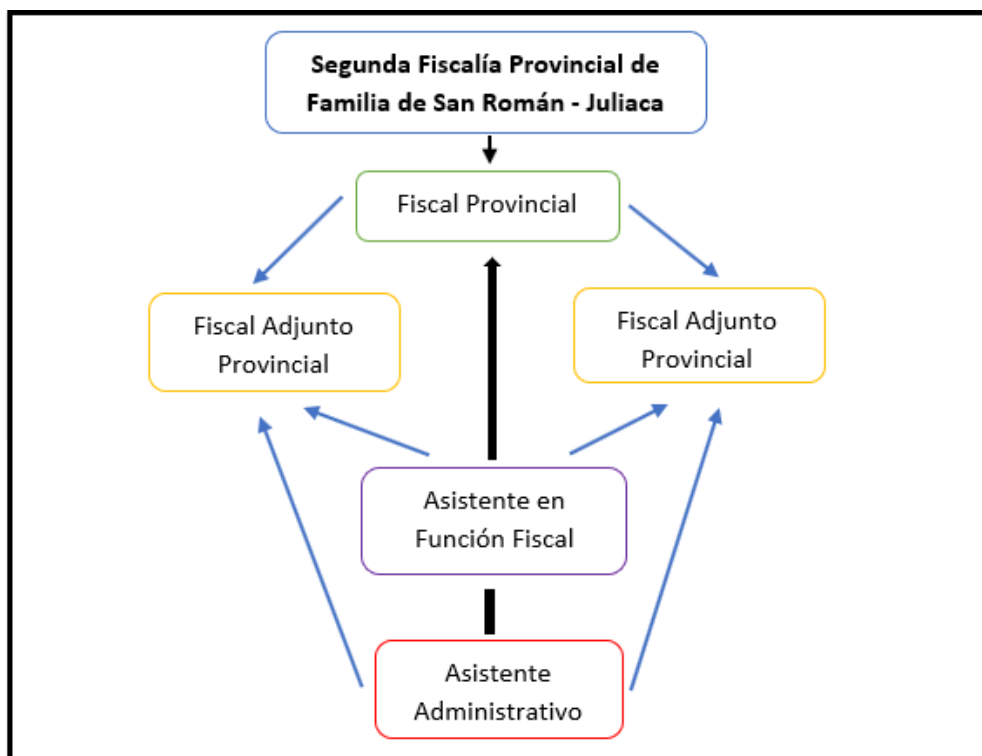 Segunda Fiscalía Provincial de
Familia de San Román - Juliaca
Fiscal Provincial
Fiscal Adjunto
Provincial
Fiscal Adjunto
Provincial
Asistente en
Función Fiscal
Asistente
Administrativo